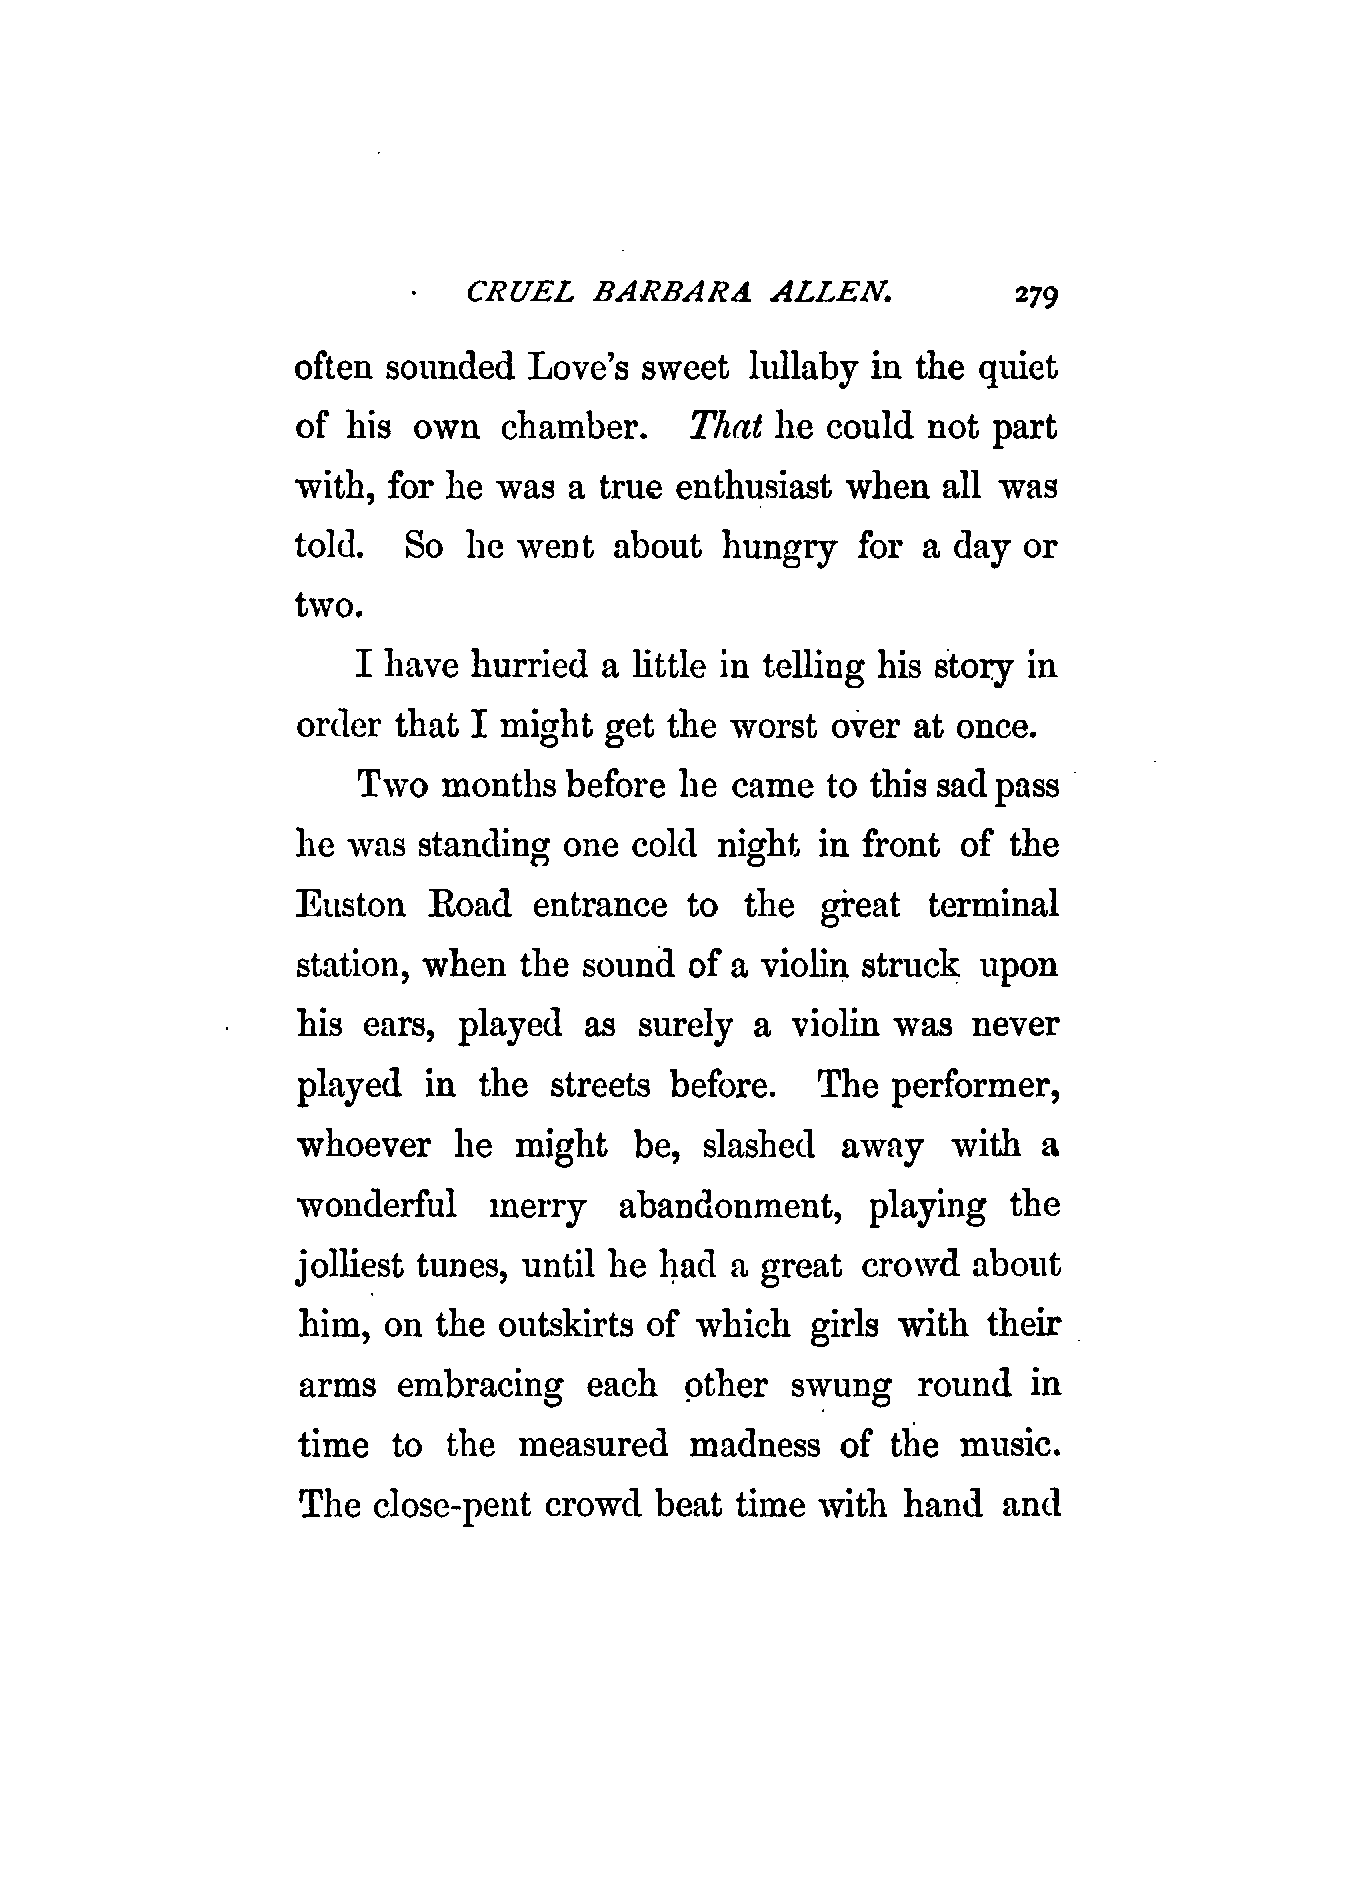 CRUEL BARBARA ALLEN. 279
often sounded Love's sweet lullaby in the quiet
of his own chamber. That he could not part
with, for he was a true enthusiast when all was
told. So he went about hungry for a day or
two.
I have hurried a little in telling his story in
order that I might get the worst over at once.
Two months before he came to this sad pass
he was standing one cold night in front of the
Euston Road entrance to the great terminal
station, when the sound of a violin struck upon
his ears, played as surely a violin was never
played in the streets before. The performer,
whoever he might be, slashed away with a
wonderful merry abandonment, playing the
jolliest tunes, until he had a great crowd about
him, on the outskirts of which girls with their
arms embracing each other swung round in
time to the measured madness of the music.
The close-pent crowd beat time with hand and